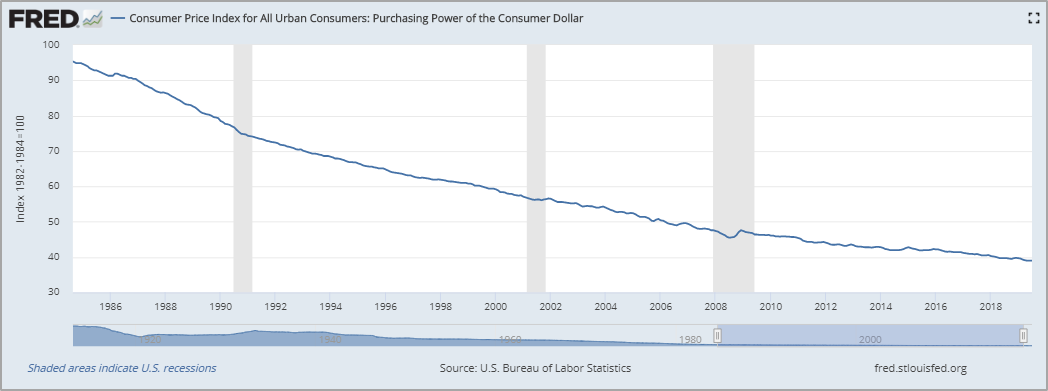 FRED Consumer Price Index for All Urban Consumers: Purchasing Power of the Consumer Dollar
Index 1982-1984=100
100
90
80
70
60
50
40
30
1986 1988 1990 1992 1994 1996 1998 2000 2002 2004 2006 2008 2010 2012 2014 2016 2018
1920 1940 1960 1980 2000
Shaded areas indicate U.S. recessions Source: U.S. Bureau of Labor Statistics fred.stlouisfed.org